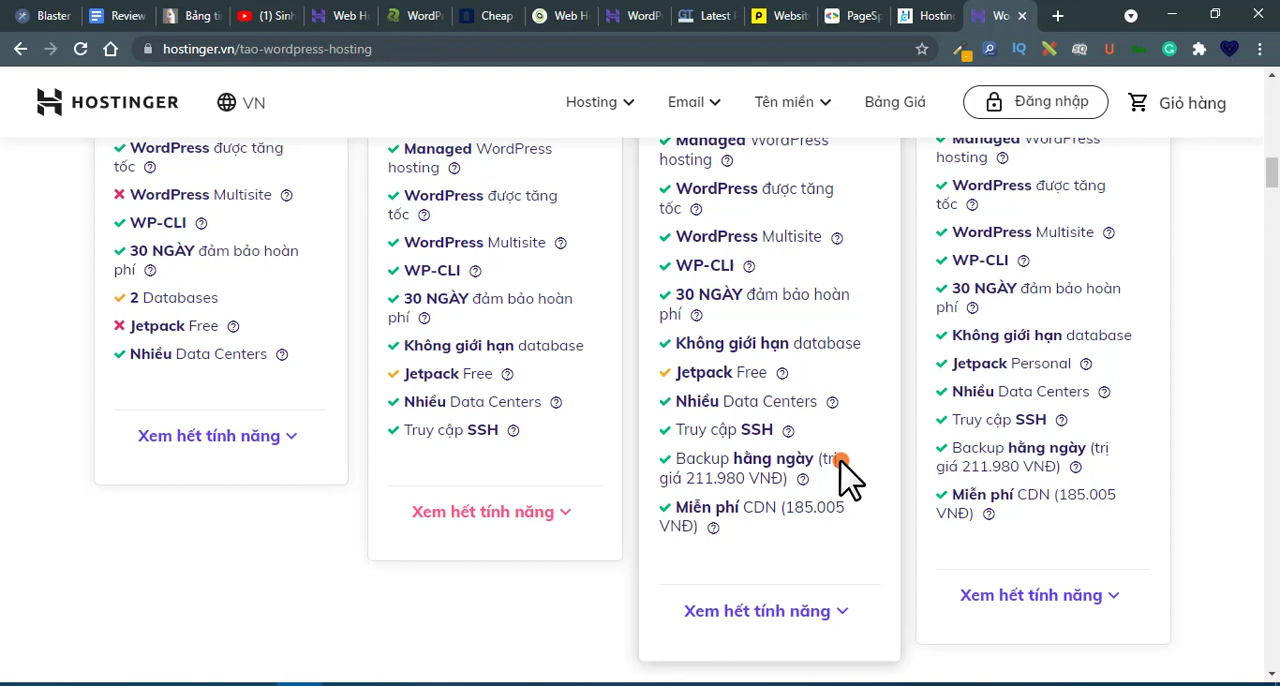 Blaster
Review
Bảng ti
(1) Sinh
Web H
WordP
Cheap
Web H
WordP
GT
Latest
Websit
PageSp
Hosting
Wo
hostinger.vn/tao-wordpress-hosting
IQ
SQ
HOSTINGER
VN
Hosting
Email
Tên miền
Bảng Giá
Đăng nhập
Giỏ hàng
WordPress được tăng
tốc
WordPress Multisite
WP-CLI
30 NGÀY đảm bảo hoàn
phí
2 Databases
Jetpack Free
Nhiều Data Centers
Xem hết tính năng
Managed WordPress
hosting
WordPress được tăng
tốc
WordPress Multisite
WP-CLI
30 NGÀY đảm bảo hoàn
phí
Không giới hạn database
Jetpack Free
Nhiều Data Centers
Truy cập SSH
Xem hết tính năng
Managed WordPress
hosting
WordPress được tăng
tốc
WordPress Multisite
WP-CLI
30 NGÀY đảm bảo hoàn
phí
Không giới hạn database
Jetpack Free
Nhiều Data Centers
Truy cập SSH
Backup hằng ngày (trị
giá 211.980 VNĐ)
Miễn phí CDN (185.005
VNĐ)
Xem hết tính năng
Managed WordPress
hosting
WordPress được tăng
tốc
WordPress Multisite
WP-CLI
30 NGÀY đảm bảo hoàn
phí
Không giới hạn database
Jetpack Personal
Nhiều Data Centers
Truy cập SSH
Backup hằng ngày (trị
giá 211.980 VNĐ)
Miễn phí CDN (185.005
VNĐ)
Xem hết tính năng